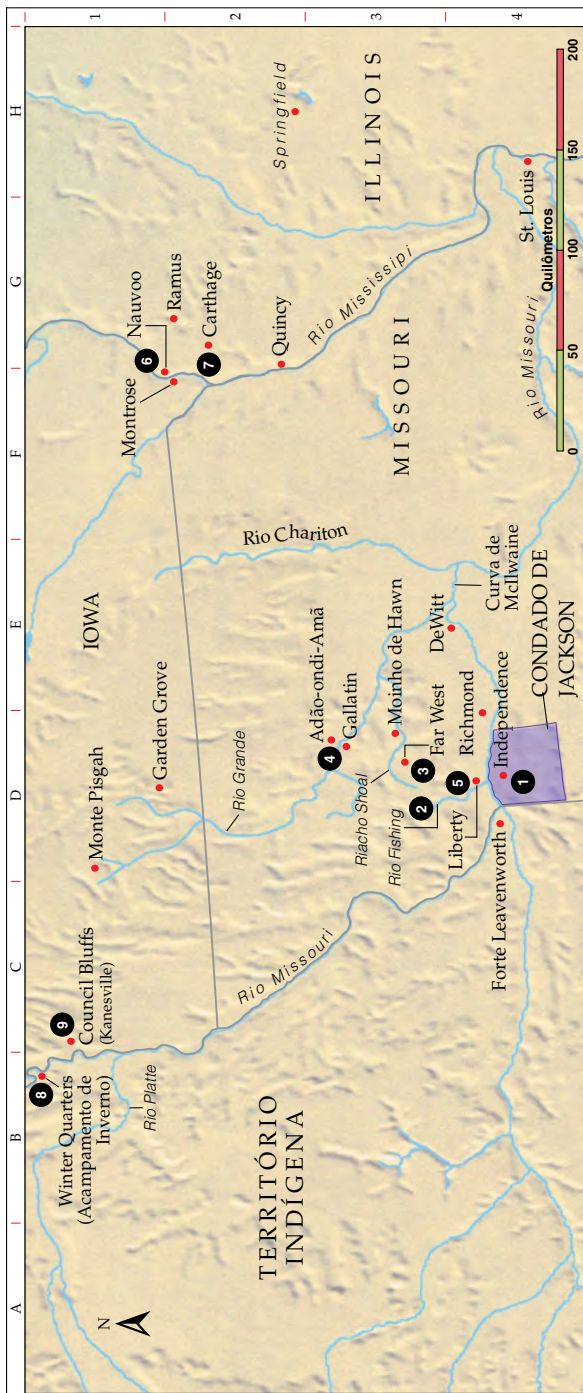 A
B
C
D
E
F
G
H
1
2
3
4
N
8
Winter Quarters
(Acampamento de
Inverno)
9
Council Bluffs
(Kanesville)
Rio Platte
Monte Pisgah
Garden Grove
IOWA
Montrose
6
Nauvoo
Ramus
7
Carthage
Quincy
Springfield
ILLINOIS
Rio Mississipi
Rio Grande
Rio Chariton
Rio Missouri
TERRITÓRIO
INDÍGENA
4
Adão-ondi-Amã
Gallatin
Riacho Shoal
Moinho de Hawn
3
Far West
MISSOURI
2
Rio Fishing
5
Liberty
Richmond
DeWitt
Curva de
McIlwaine
Forte Leavenworth
1
Independence
CONDADO DE
JACKSON
Rio Missouri
St. Louis
Quilômetros
0
50
100
150
200